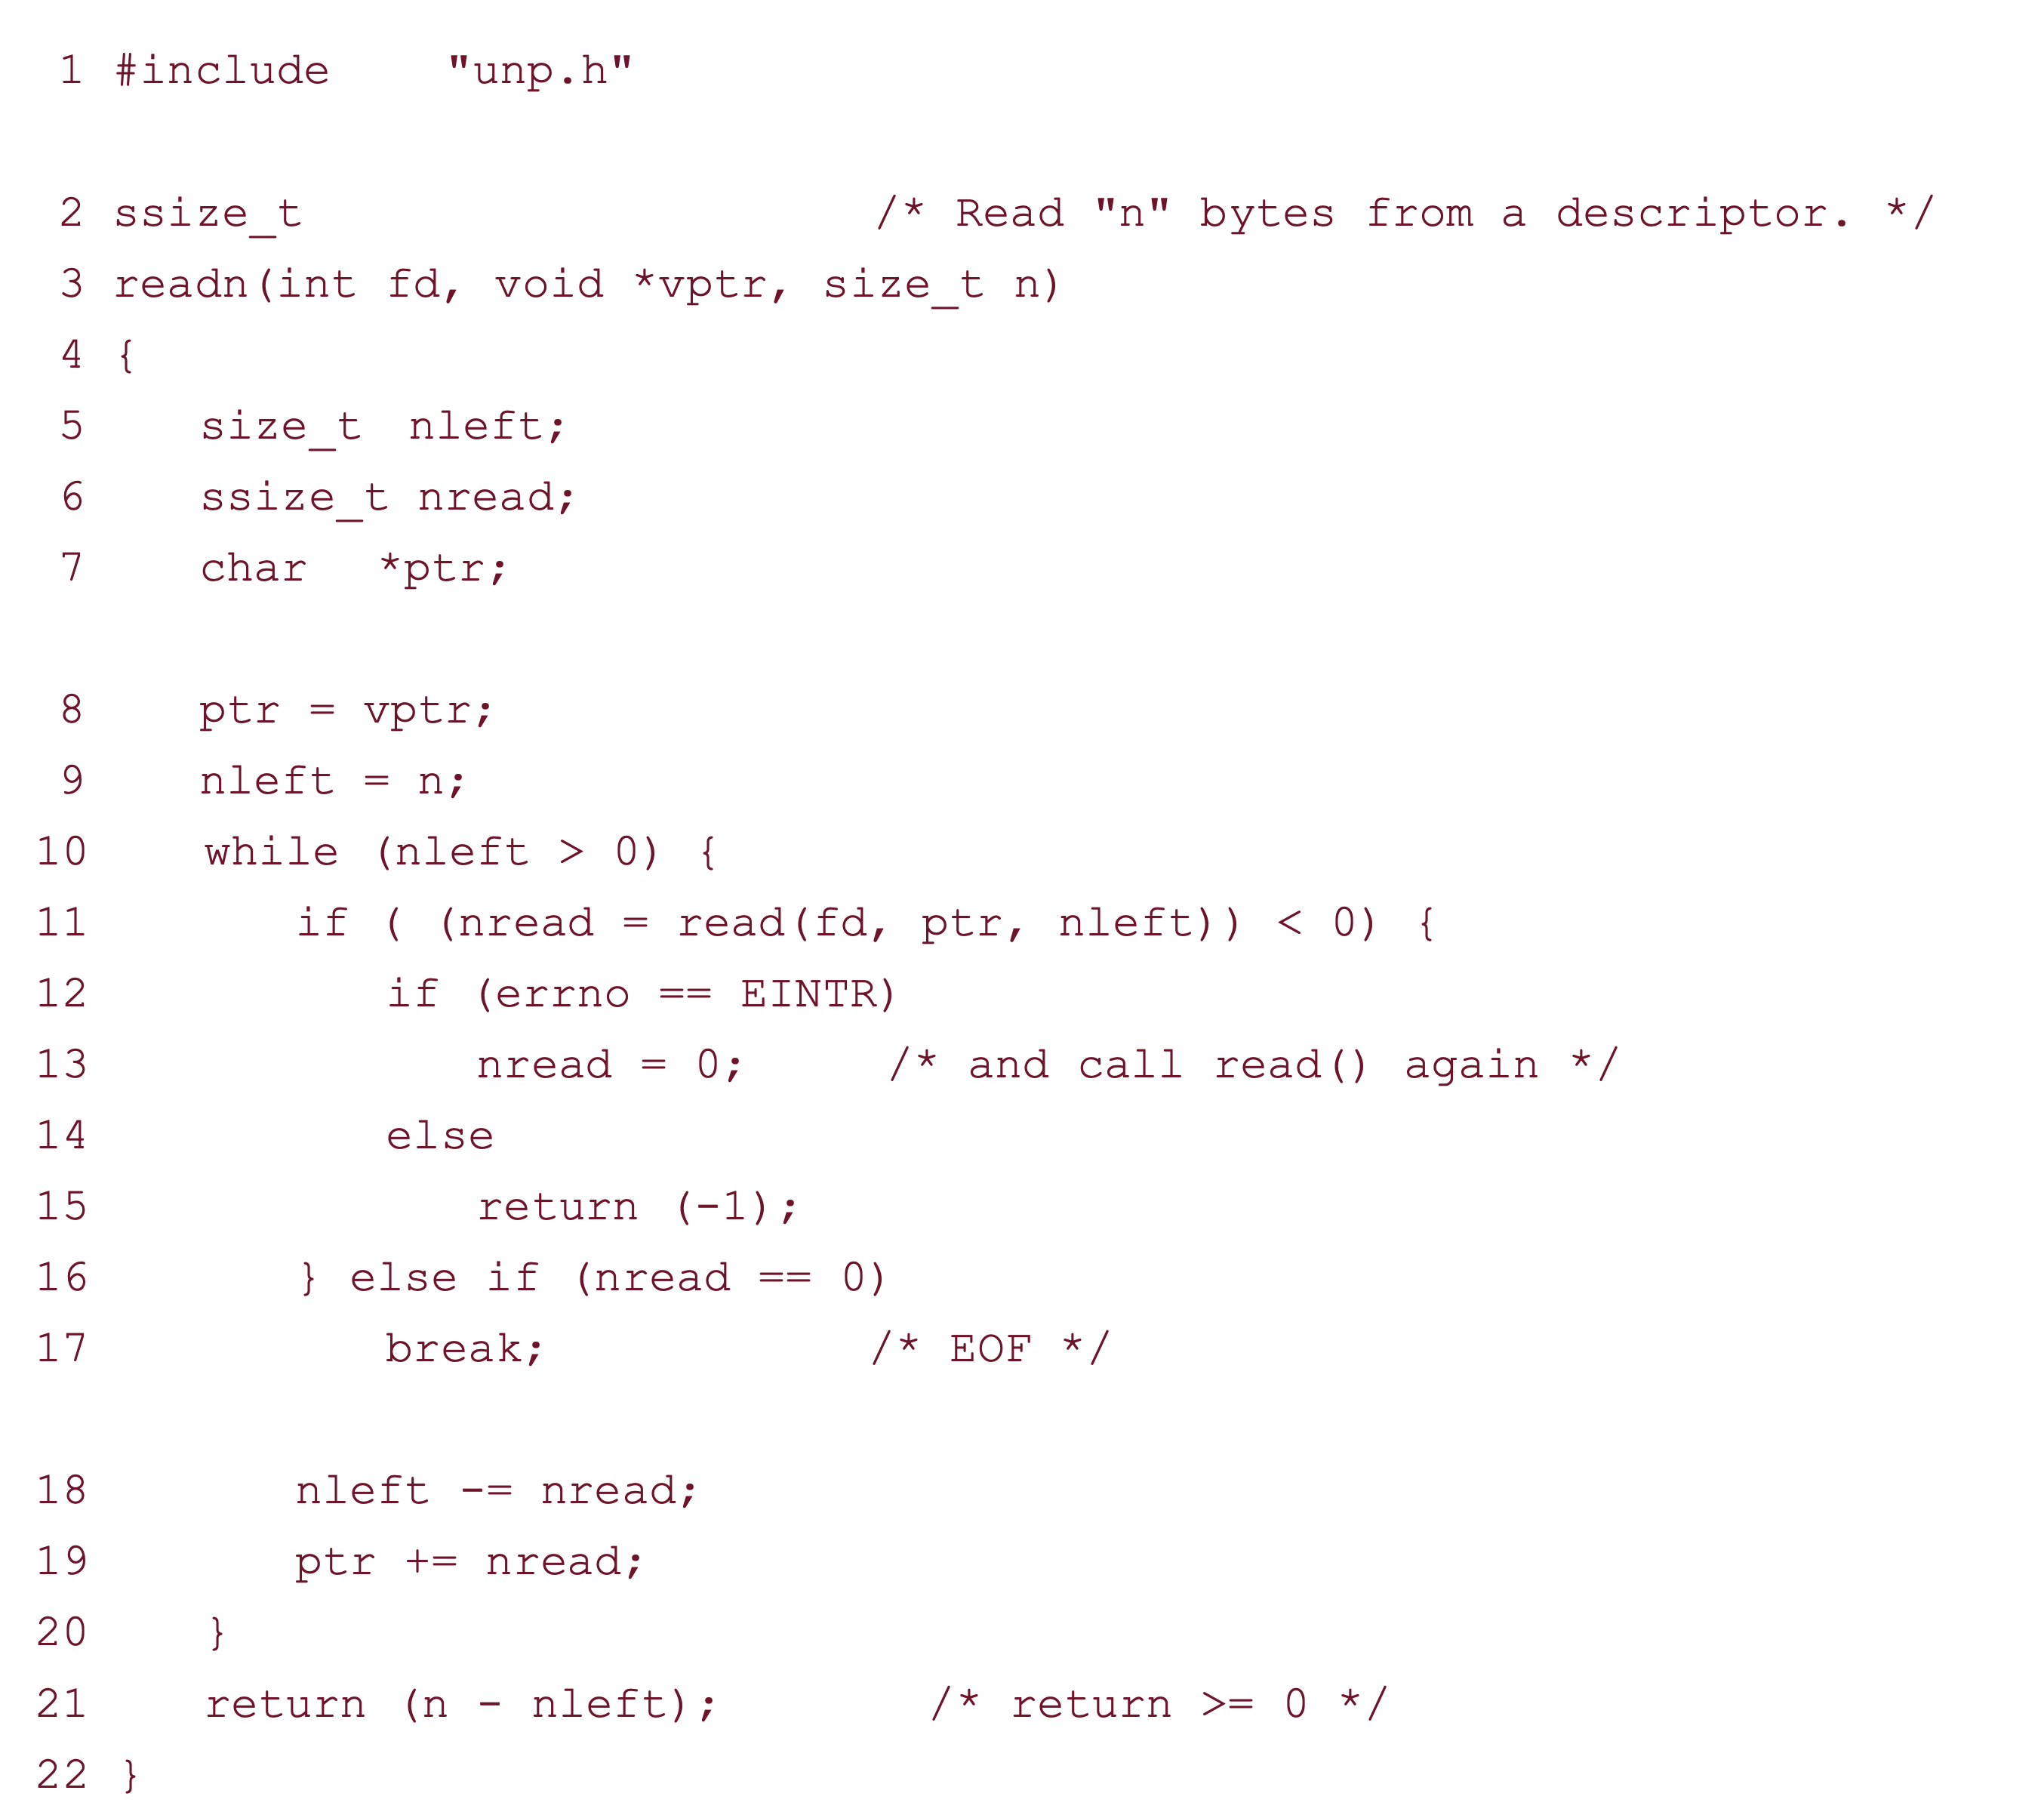 1 #include    "unp.h"
2 ssize_t                     /* Read "n" bytes from a descriptor. */
3 readn(int fd, void *vptr, size_t n)
4 {
5    size_t  nleft;
6    ssize_t nread;
7    char   *ptr;
8    ptr = vptr;
9    nleft = n;
10    while (nleft > 0) {
11        if ( (nread = read(fd, ptr, nleft)) < 0) {
12            if (errno == EINTR)
13                nread = 0;     /* and call read() again */
14            else
15                return (-1);
16        } else if (nread == 0)
17            break;            /* EOF */
18        nleft -= nread;
19        ptr += nread;
20    }
21    return (n - nleft);        /* return >= 0 */
22 }